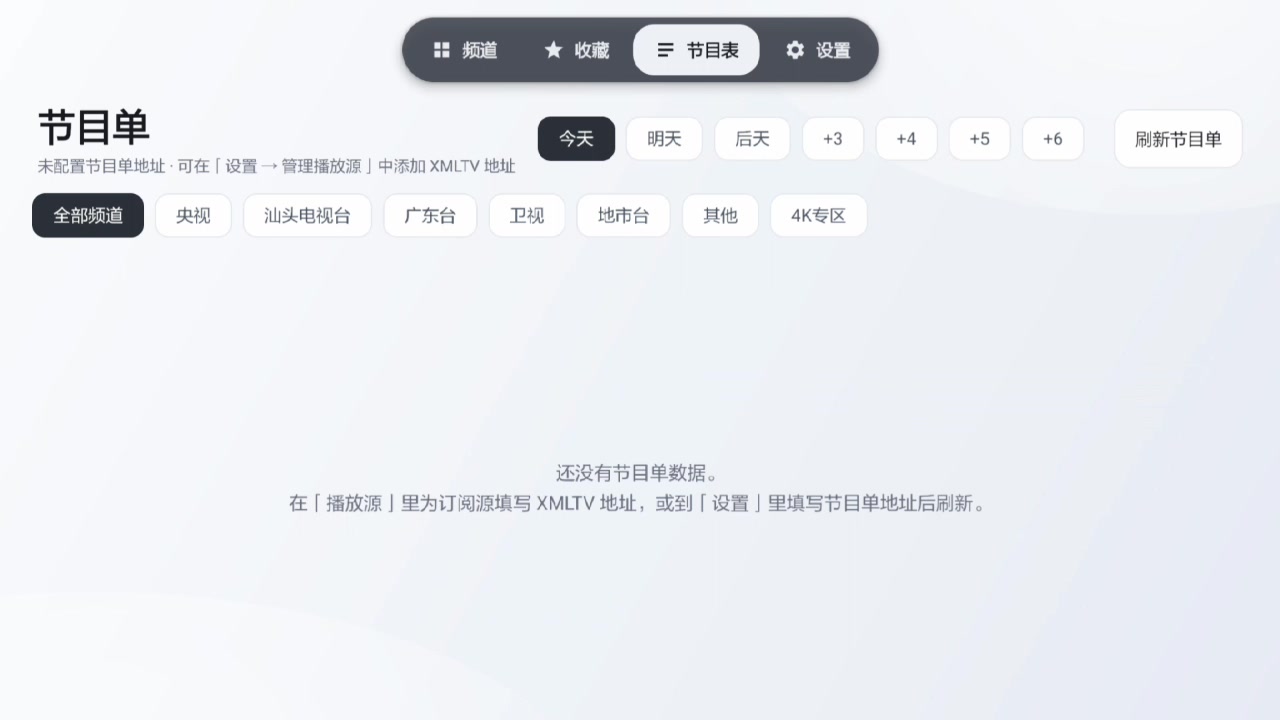 频道 收藏 节目表 设置
节目单
未配置节目单地址 · 可在「设置 → 管理播放源」中添加 XMLTV 地址
今天 明天 后天 +3 +4 +5 +6 刷新节目单
全部频道 央视 汕头电视台 广东台 卫视 地市台 其他 4K专区
还没有节目单数据。
在「播放源」里为订阅源填写 XMLTV 地址，或到「设置」里填写节目单地址后刷新。